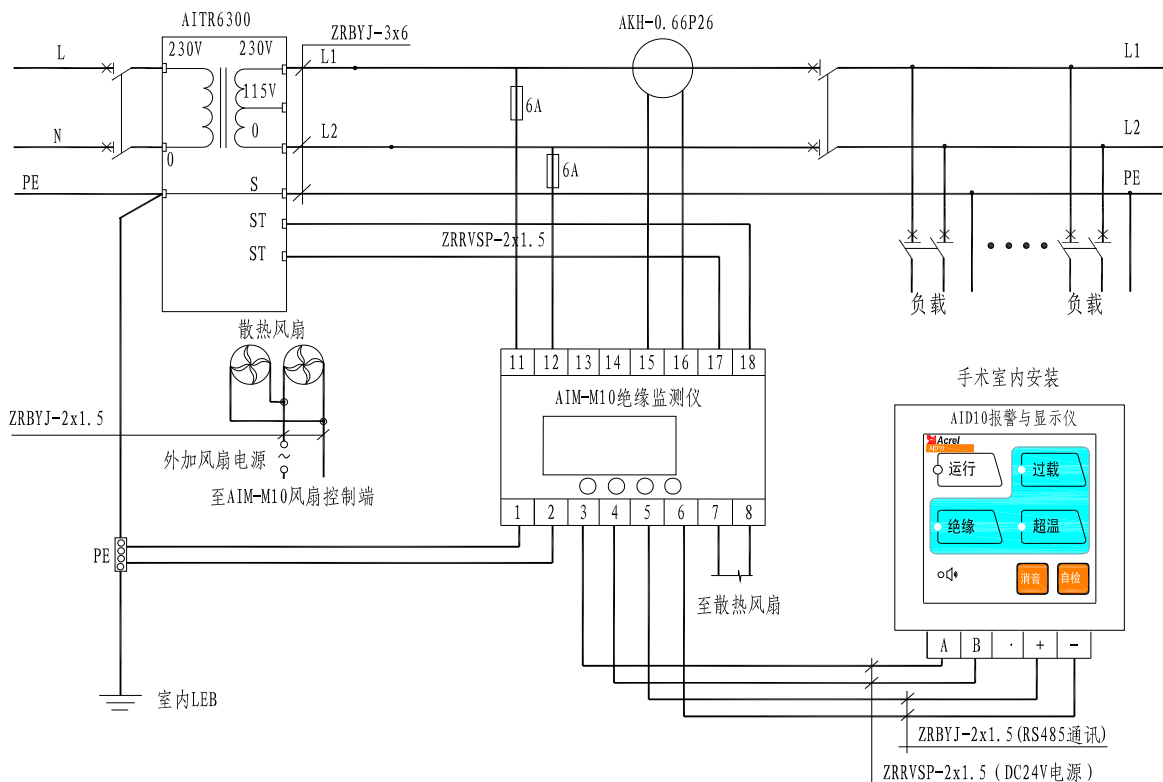 AITR6300
AKH-0.66P26
ZRBYJ-3x6
L
230V
230V
L1
L1
115V
6A
N
0
L2
L2
0
6A
PE
S
PE
ST
ZRRVSP-2x1.5
ST
负载
负载
散热风扇
11 12 13 14 15 16 17 18
手术室内安装
AIM-M10绝缘监测仪
ZRBYJ-2x1.5
AID10报警与显示仪
Acrel
外加风扇电源
~
运行
过载
至AIM-M10风扇控制端
1 2 3 4 5 6 7 8
绝缘
超温
PE
消音
自检
至散热风扇
A B · + -
室内LEB
ZRBYJ-2x1.5(RS485通讯)
ZRRVSP-2x1.5(DC24V电源)